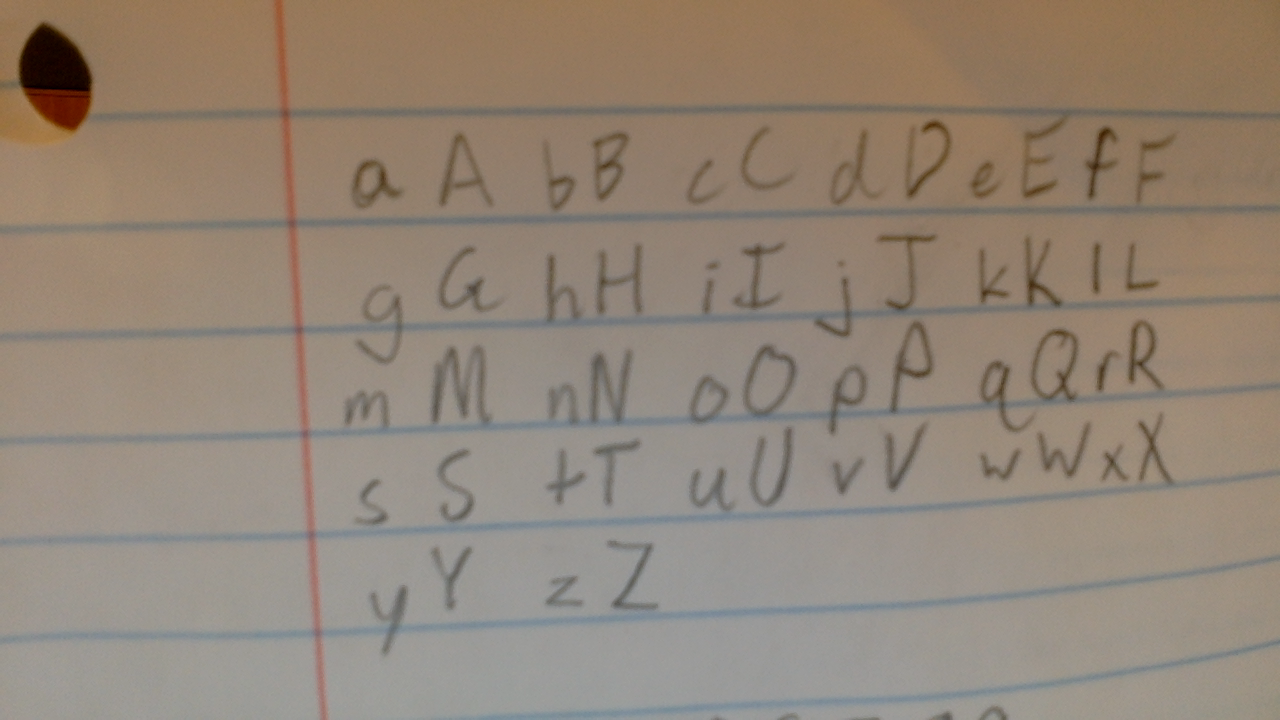 a A b B c C d D e E f F
g G h H i I j J k K l L
m M n N o O p P q Q r R
s S t T u U v V w W x X
y Y z Z